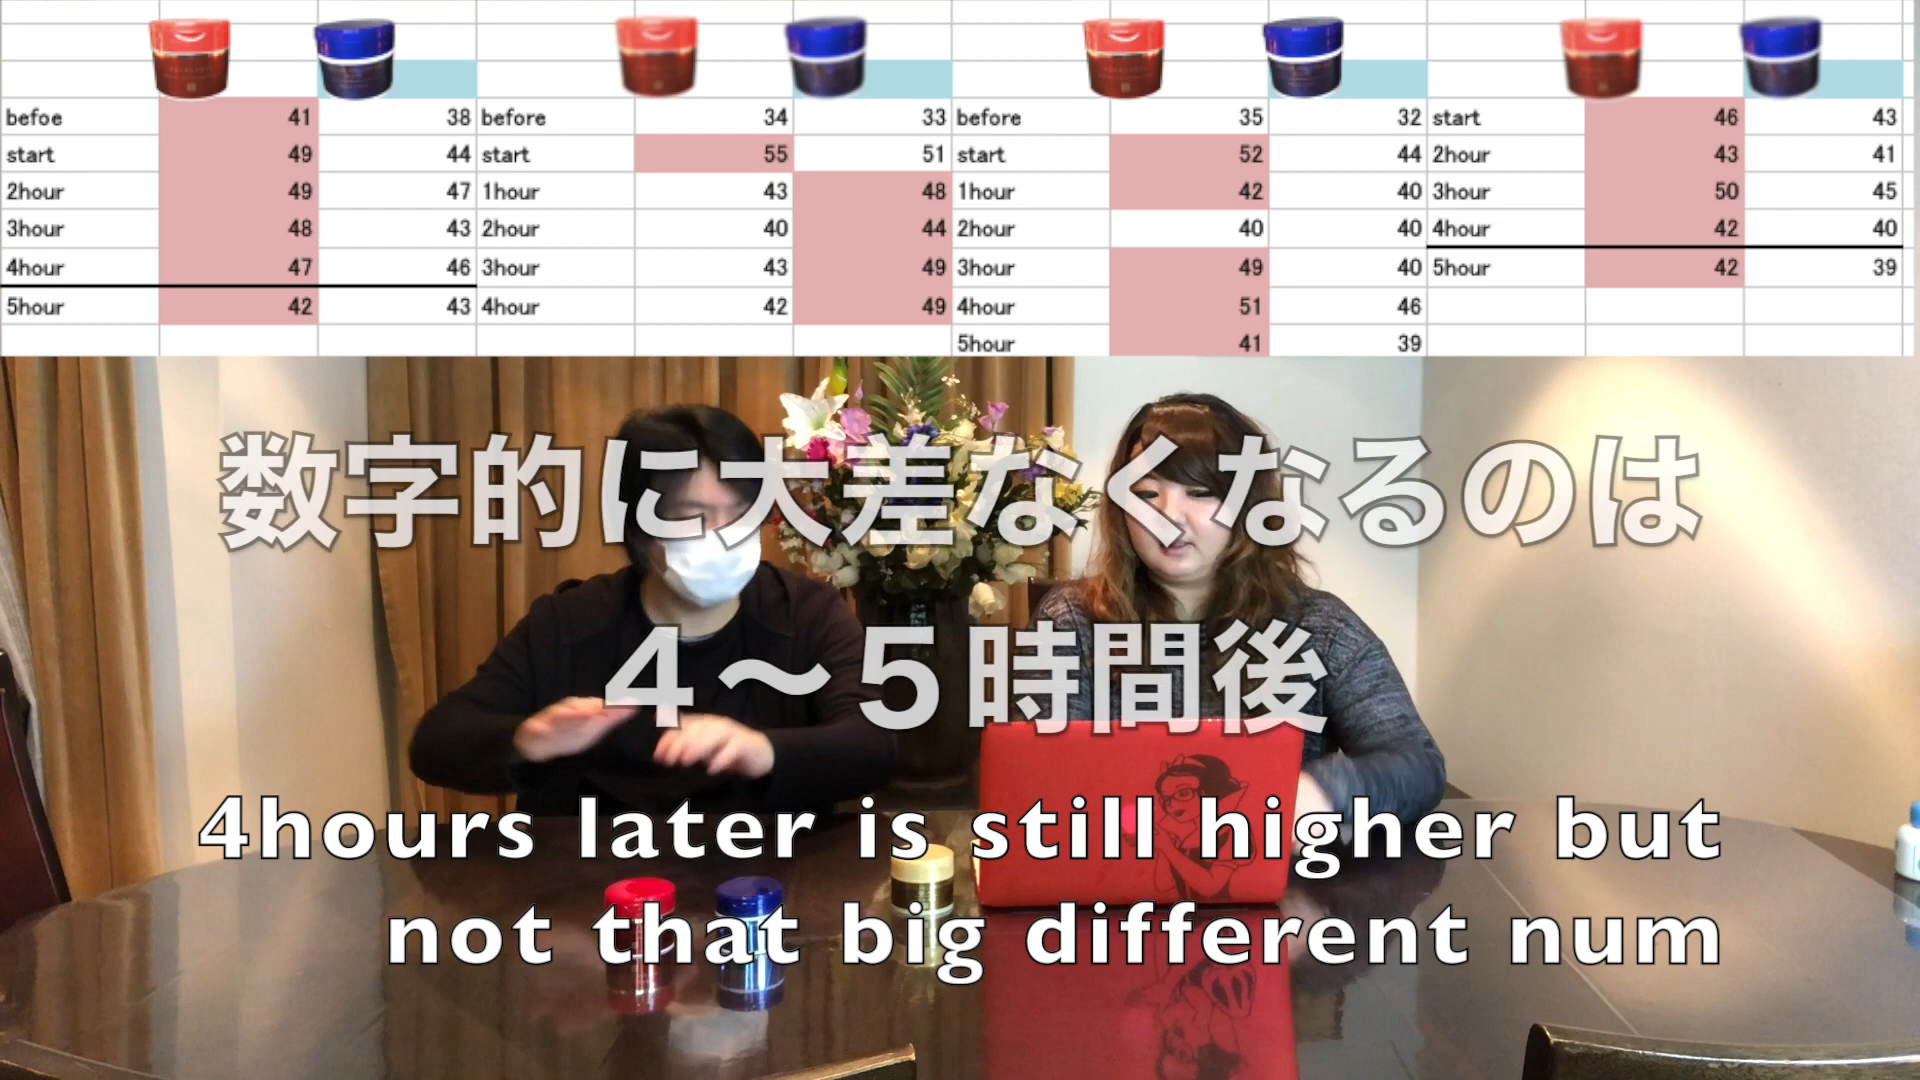 befoe 41 38 before 34 33 before 35 32 start 46 43
start 49 44 start 55 51 start 52 44 2hour 43 41
2hour 49 47 1hour 43 48 1hour 42 40 3hour 50 45
3hour 48 43 2hour 40 44 2hour 40 40 4hour 42 40
4hour 47 46 3hour 43 49 3hour 49 40 5hour 42 39
5hour 42 43 4hour 42 49 4hour 51 46
5hour 41 39
数字的に大差なくなるのは
4〜5時間後
4hours later is still higher but
not that big different num